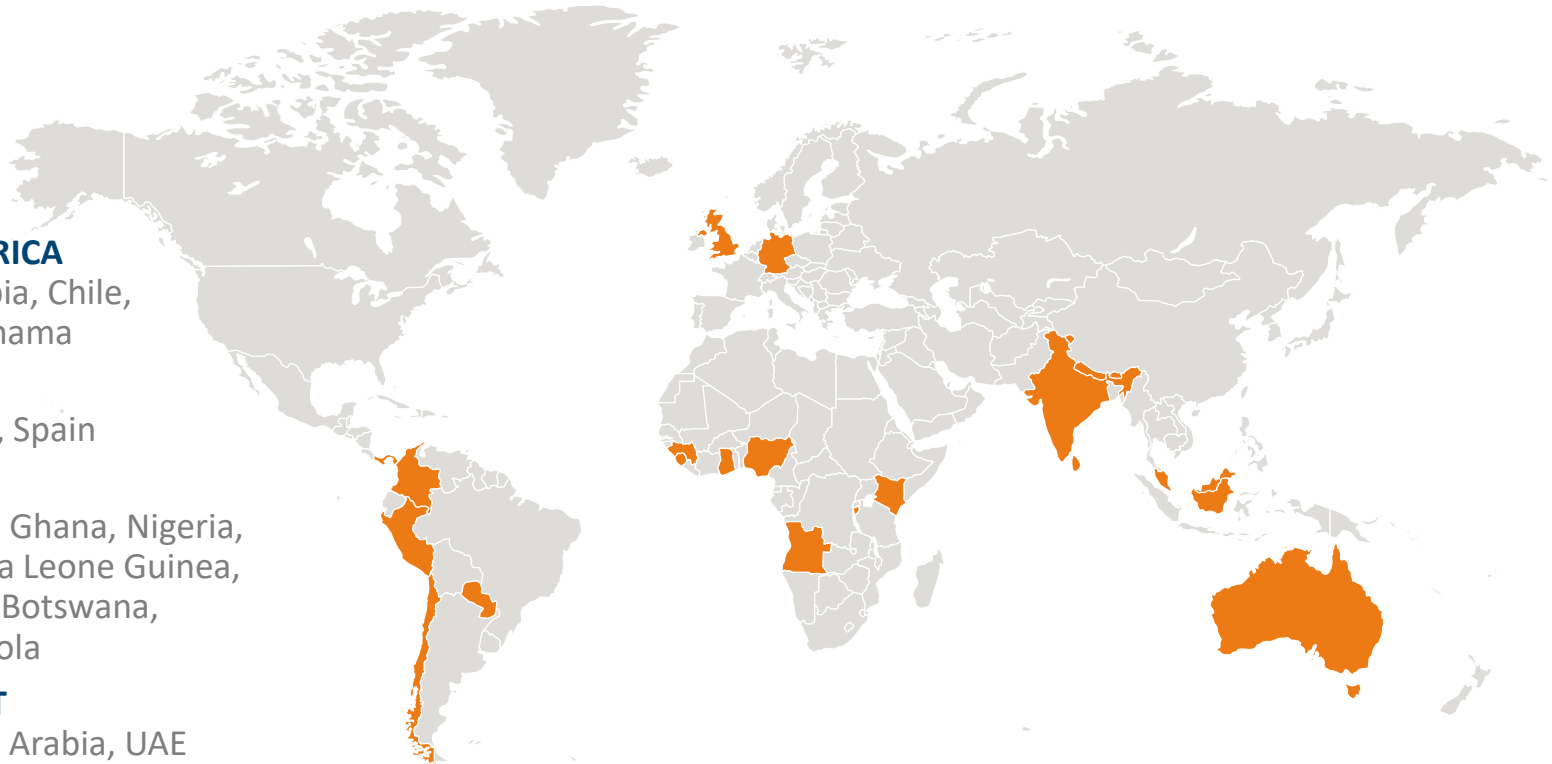 RICA
bia, Chile,
nama
, Spain
Ghana, Nigeria,
a Leone Guinea,
Botswana,
ola
T
Arabia, UAE